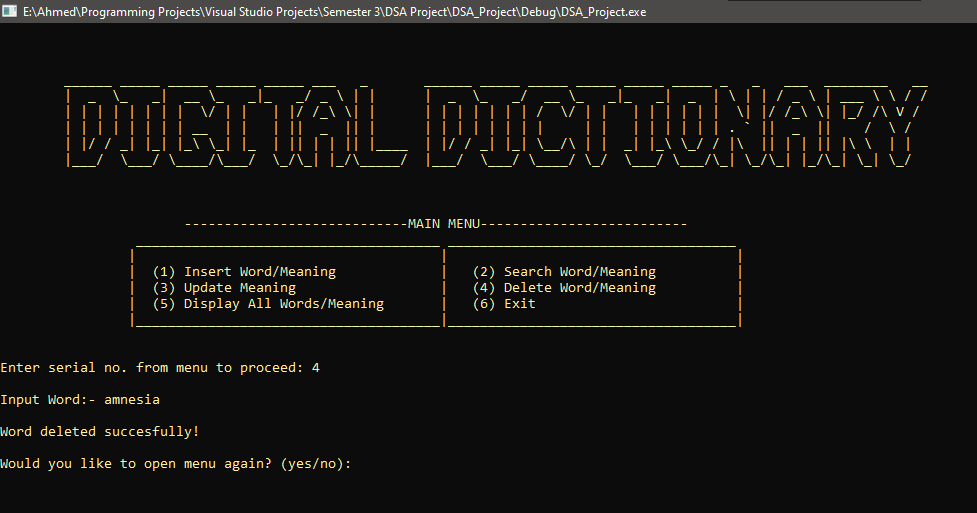 E:\Ahmed\Programming Projects\Visual Studio Projects\Semester 3\DSA Project\DSA_Project\Debug\DSA_Project.exe
DIGITAL DICTIONARY
---------------------------MAIN MENU--------------------------
(1) Insert Word/Meaning (2) Search Word/Meaning
(3) Update Meaning (4) Delete Word/Meaning
(5) Display All Words/Meaning (6) Exit
Enter serial no. from menu to proceed: 4
Input Word:- amnesia
Word deleted succesfully!
Would you like to open menu again? (yes/no):